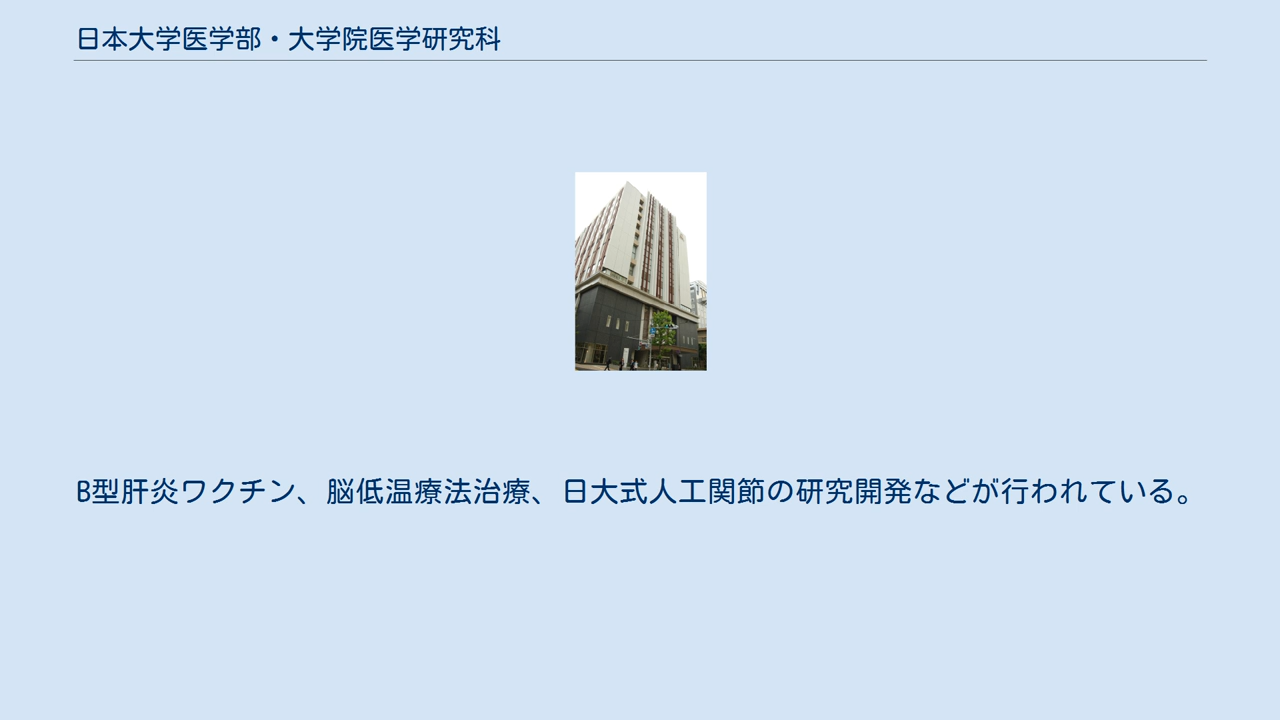 日本大学医学部・大学院医学研究科
B型肝炎ワクチン、脳低温療法治療、日大式人工関節の研究開発などが行われている。